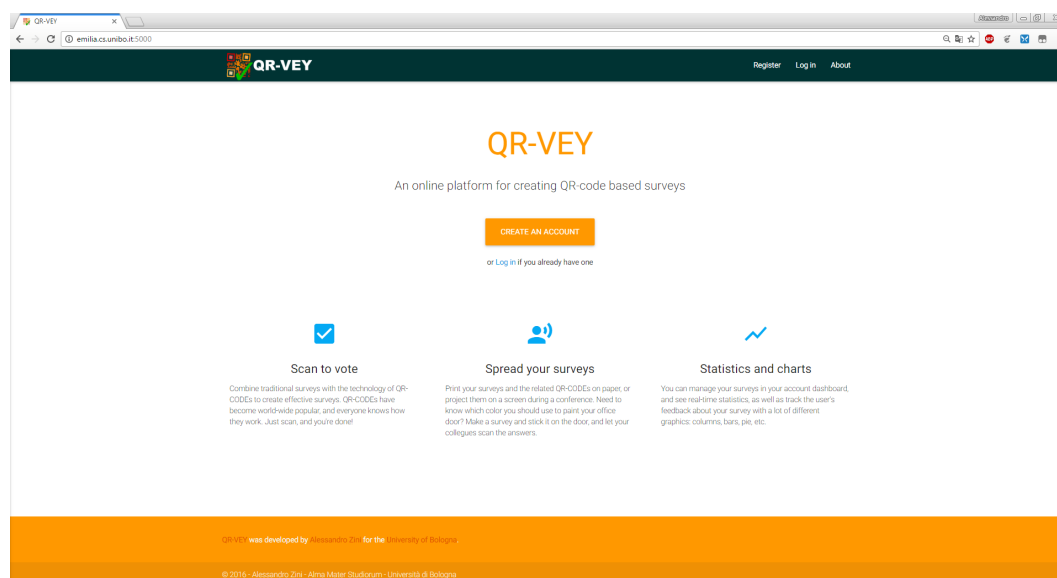 QR-VEY
Alessandro
emilia.cs.unibo.it:5000
QR-VEY
Register Log in About
QR-VEY
An online platform for creating QR-code based surveys
CREATE AN ACCOUNT
or Log in if you already have one
Scan to vote
Combine traditional surveys with the technology of QR-
CODEs to create effective surveys. QR-CODEs have
become world-wide popular, and everyone knows how
they work. Just scan, and you're done!
Spread your surveys
Print your surveys and the related QR-CODEs on paper, or
project them on a screen during a conference. Need to
know which color you should use to paint your office
door? Make a survey and stick it on the door, and let your
collegues scan the answers.
Statistics and charts
You can manage your surveys in your account dashboard,
and see real-time statistics, as well as track the user's
feedback about your survey with a lot of different
graphics: columns, bars, pie, etc.
QR-VEY was developed by Alessandro Zini for the University of Bologna.
© 2016 - Alessandro Zini - Alma Mater Studiorum - Università di Bologna